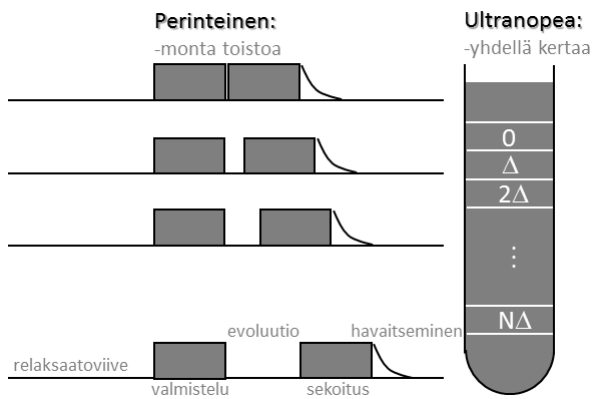 Perinteinen:
-monta toistoa
Ultranopea:
-yhdellä kertaa
0
Δ
2Δ
⋮
NΔ
evoluutio
havaitseminen
relaksaatoviive
valmistelu
sekoitus